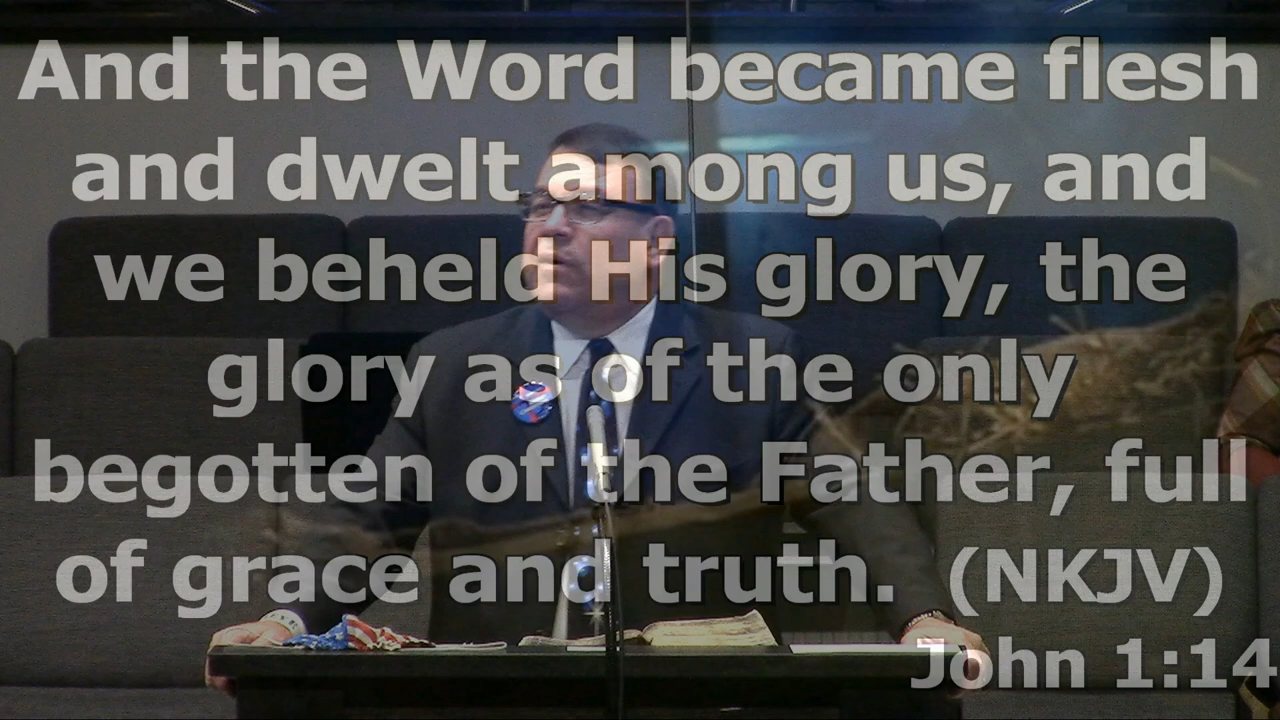 And the Word became flesh
and dwelt among us, and
we beheld His glory, the
glory as of the only
begotten of the Father, full
of grace and truth.  (NKJV)
John 1:14